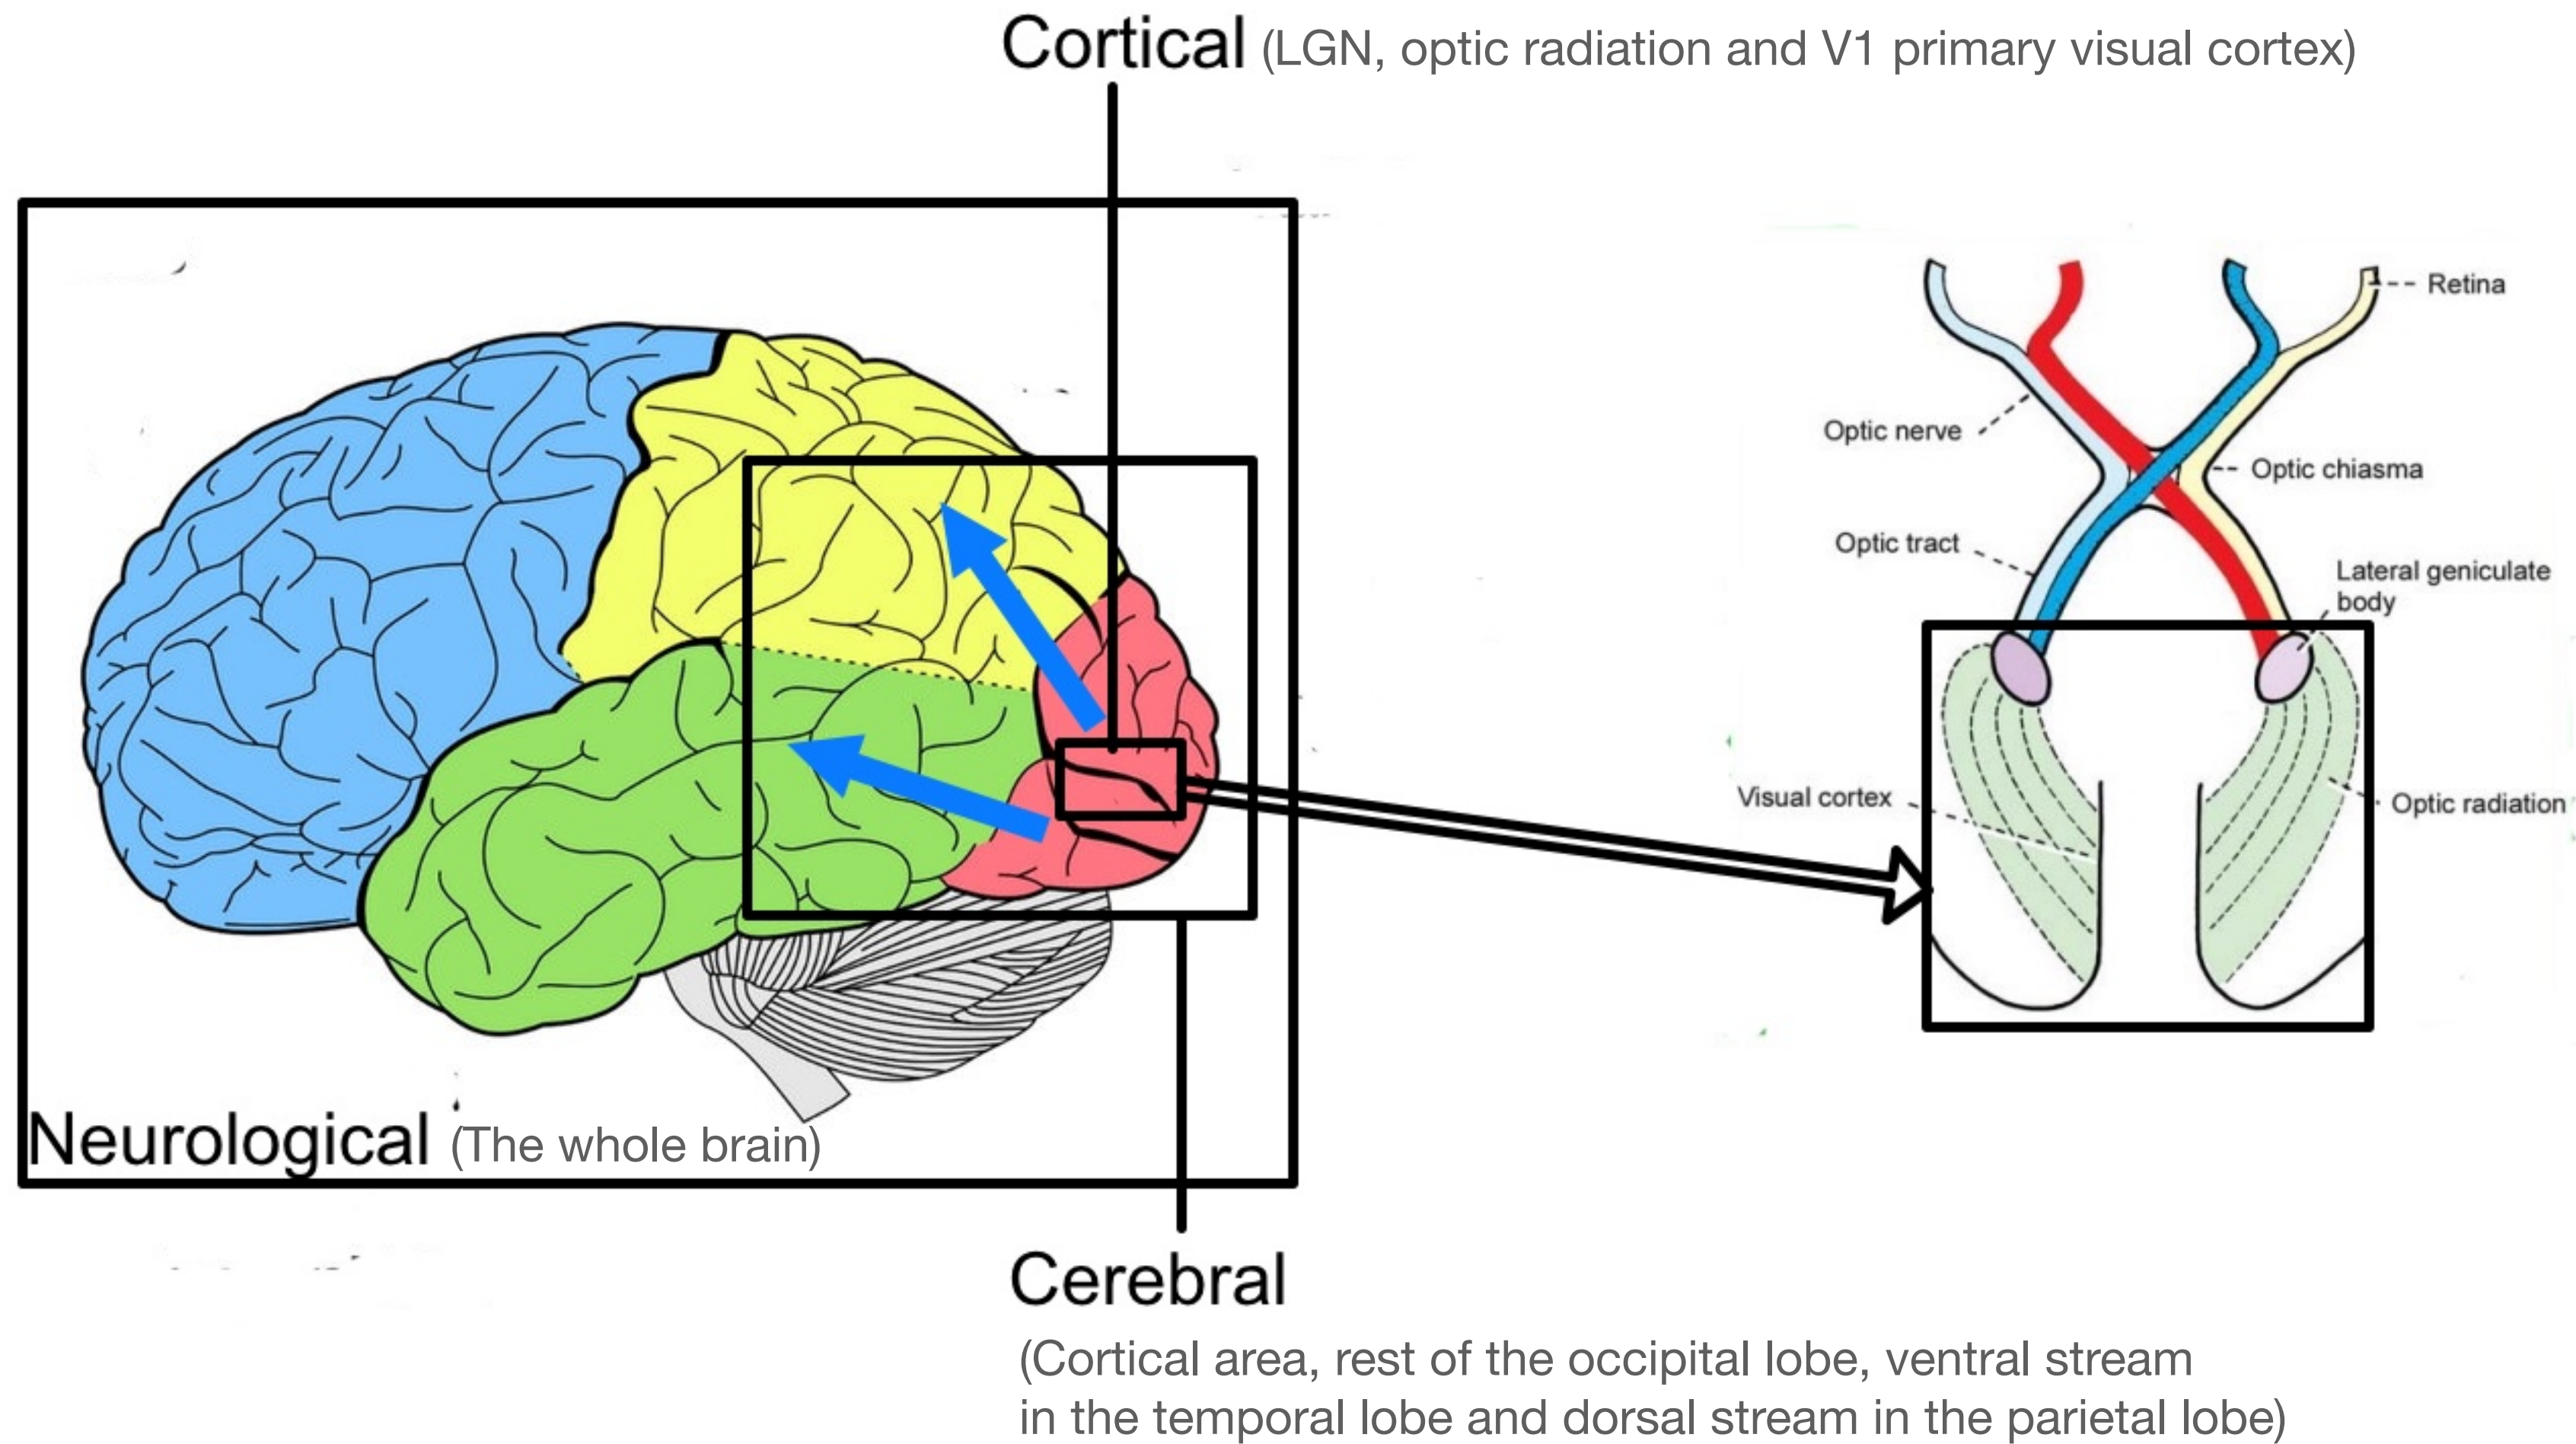 Cortical (LGN, optic radiation and V1 primary visual cortex)
Retina
Optic nerve
Optic chiasma
Optic tract
Lateral geniculate
body
Visual cortex
Optic radiation
Neurological (The whole brain)
Cerebral
(Cortical area, rest of the occipital lobe, ventral stream
in the temporal lobe and dorsal stream in the parietal lobe)